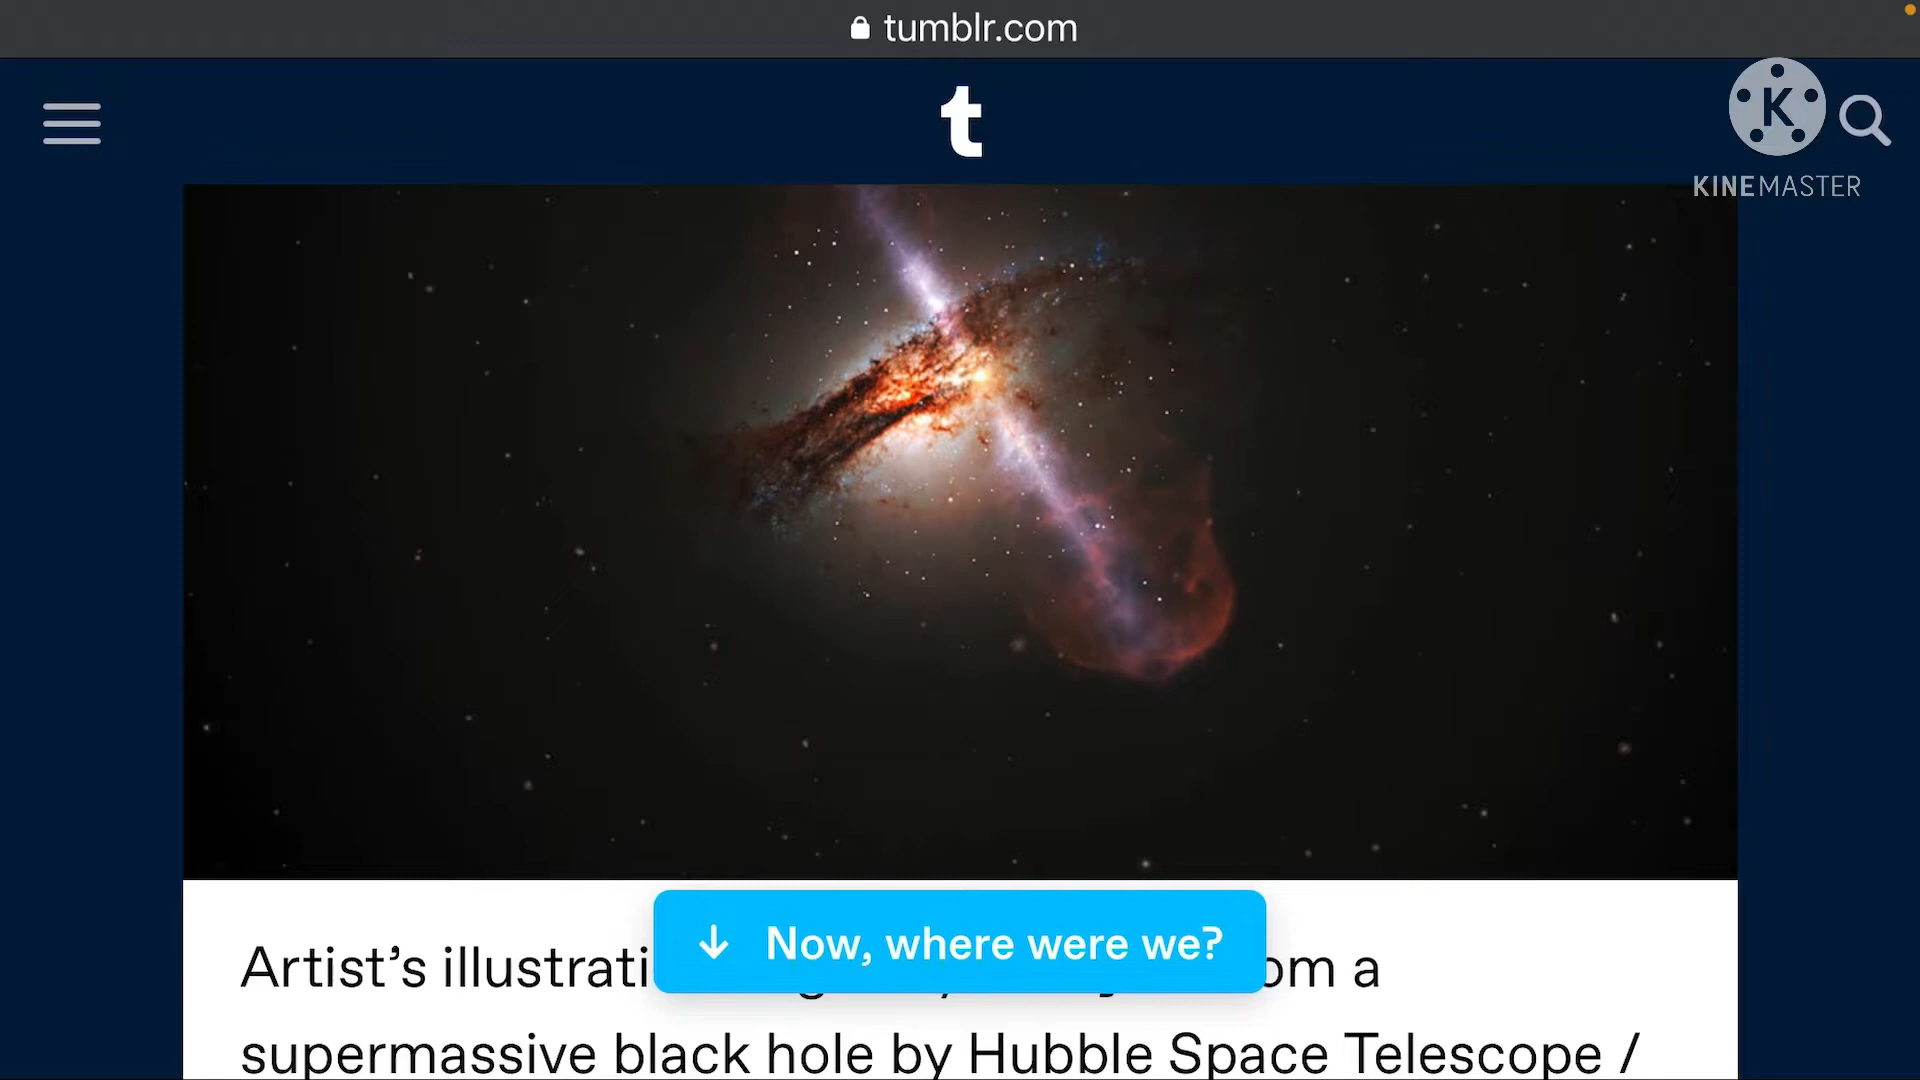 tumblr.com
t
K
KINEMASTER
Now, where were we?
Artist’s illustrati om a
supermassive black hole by Hubble Space Telescope /